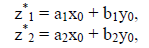 z*₁ = a₁x₀ + b₁y₀,
z*₂ = a₂x₀ + b₂y₀,